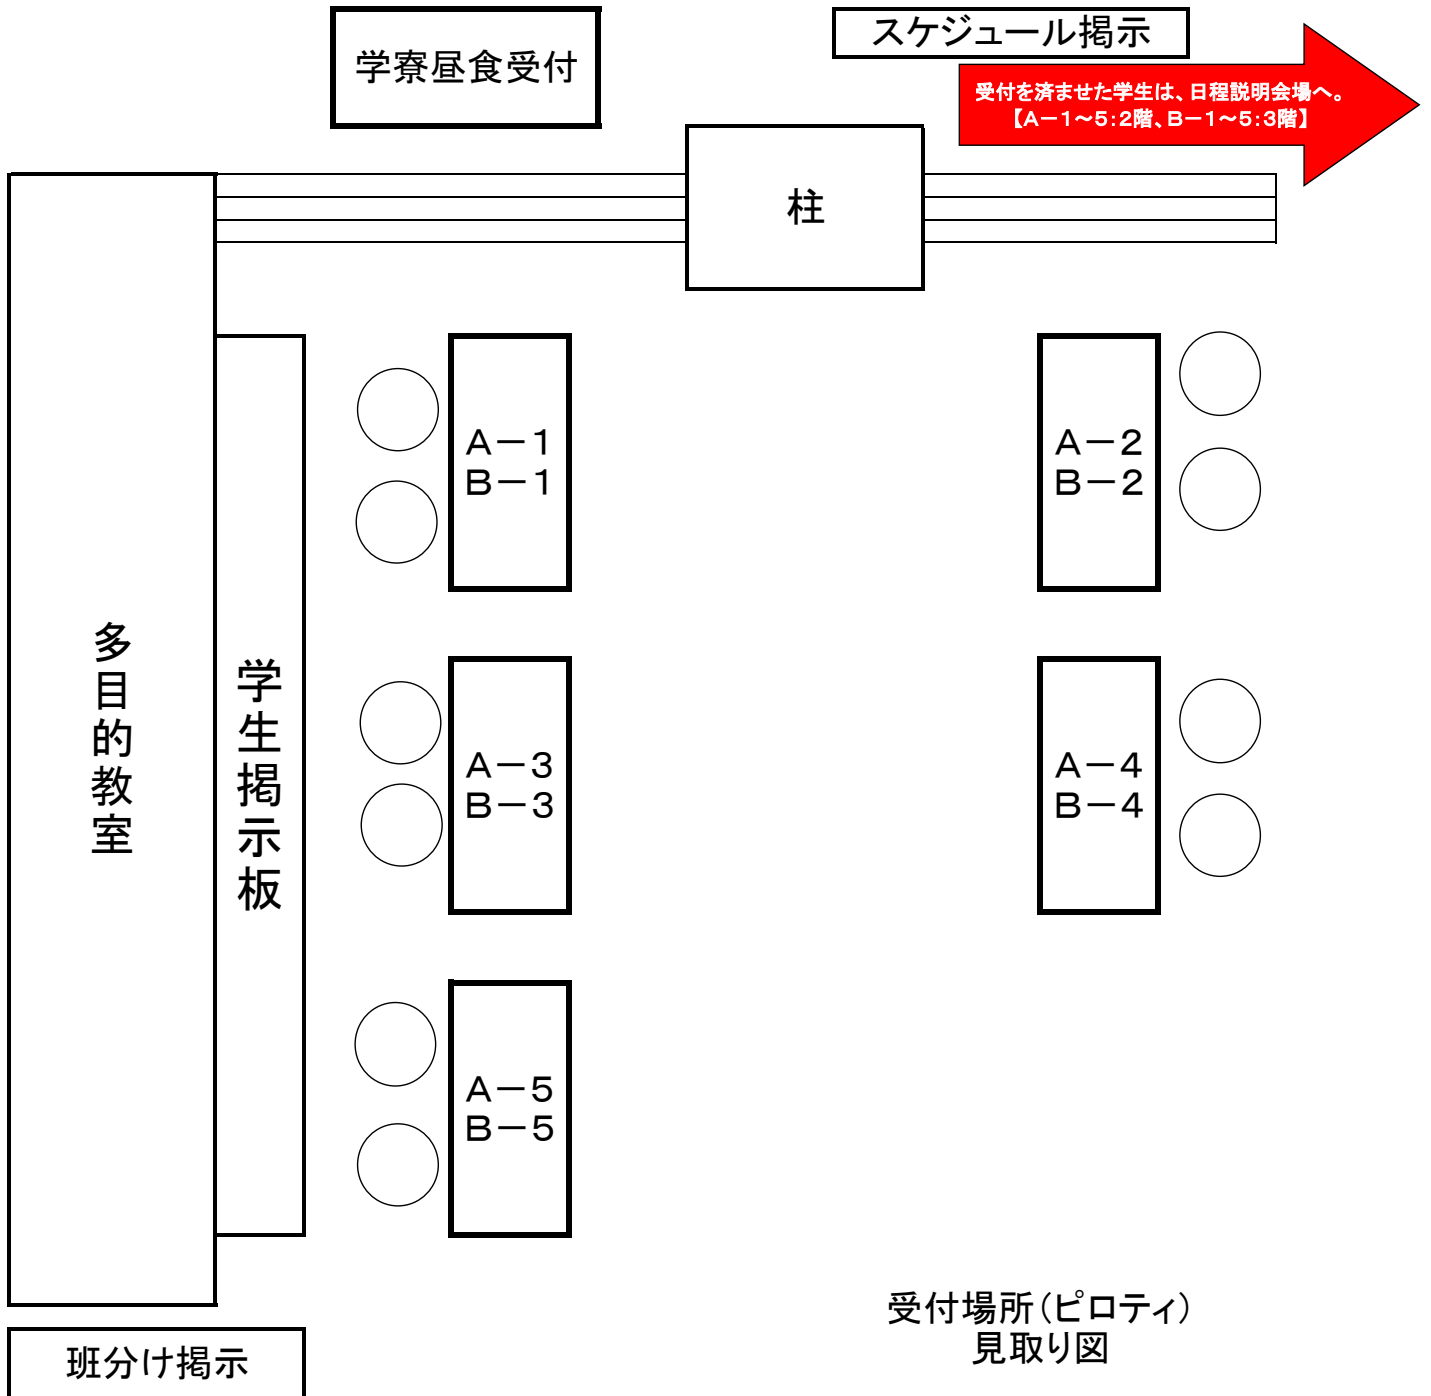 学寮昼食受付
スケジュール掲示
受付を済ませた学生は、日程説明会場へ。
【A－1～5：2階、B－1～5：3階】
柱
A－1
B－1
A－2
B－2
多目的教室
学生掲示板
A－3
B－3
A－4
B－4
A－5
B－5
受付場所（ピロティ）
見取り図
班分け掲示